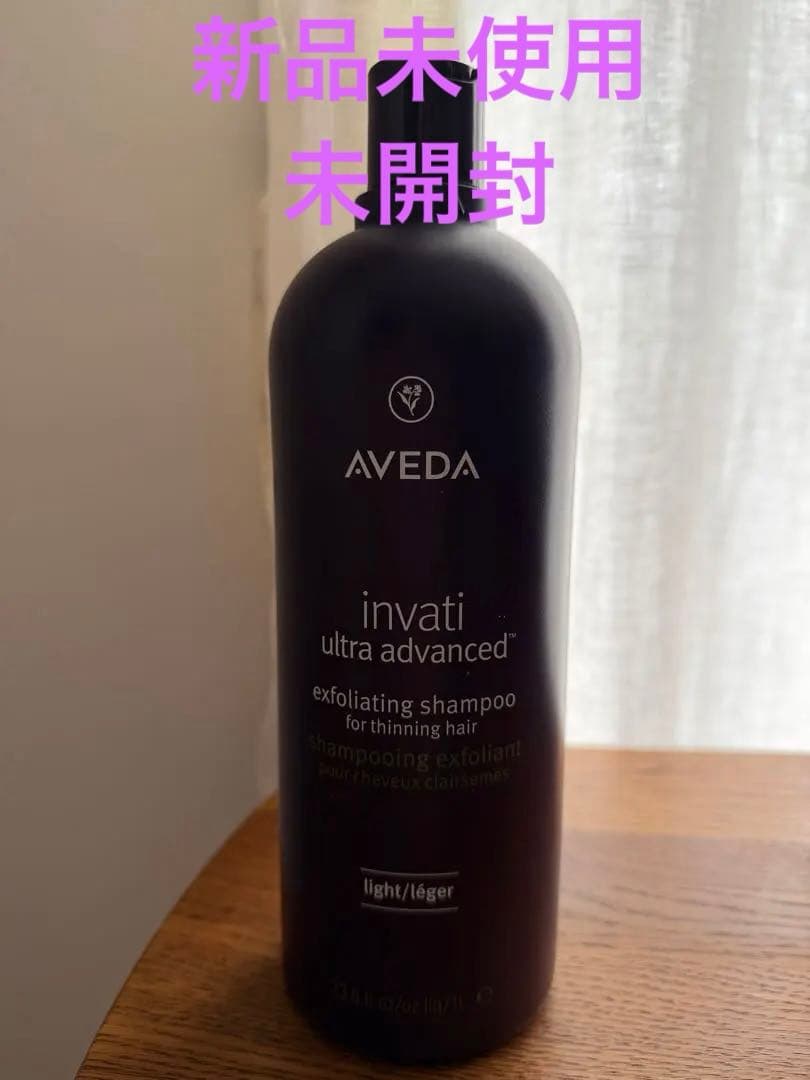 新品未使用
未開封
AVEDA
invati
ultra advanced™
exfoliating shampoo
for thinning hair
shampooing exfoliant
pour cheveux clairsemés
light/léger